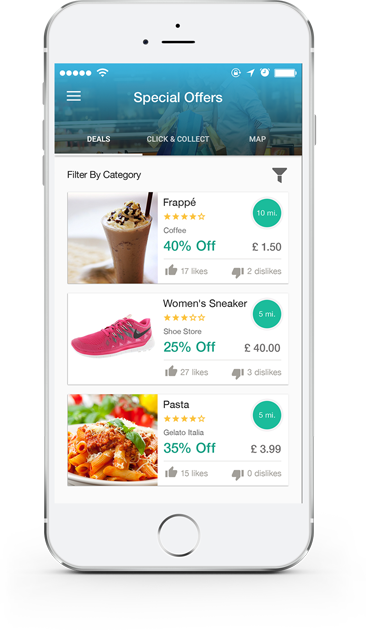 Special Offers
DEALS CLICK & COLLECT MAP
Filter By Category
Frappé
10 mi.
Coffee
40% Off £ 1.50
17 likes 2 dislikes
Women's Sneaker
5 mi.
Shoe Store
25% Off £ 40.00
27 likes 3 dislikes
Pasta
5 mi.
Gelato Italia
35% Off £ 3.99
15 likes 0 dislikes